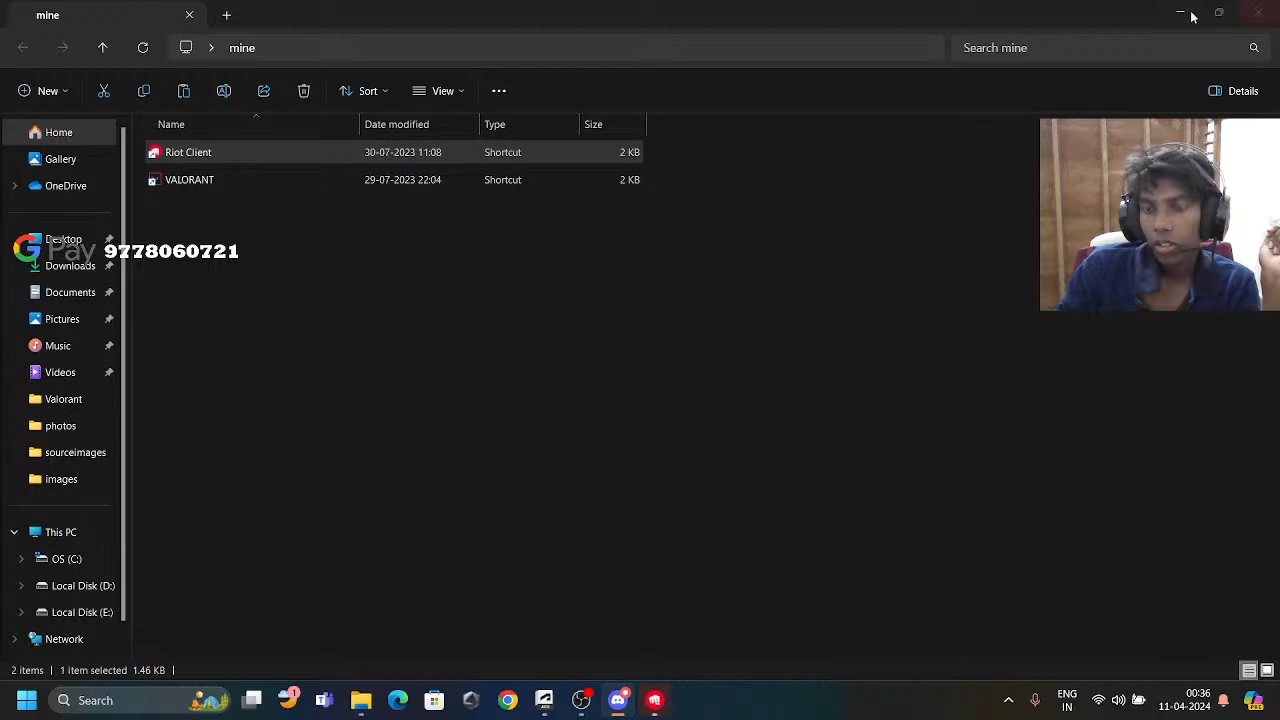 mine
mine
Search mine
New
Sort
View
Details
Name
Date modified
Type
Size
Riot Client
30-07-2023 11:08
Shortcut
2 KB
VALORANT
29-07-2023 22:04
Shortcut
2 KB
Home
Gallery
OneDrive
Desktop
G Pay 9778060721
Downloads
Documents
Pictures
Music
Videos
Valorant
photos
sourceimages
images
This PC
OS (C:)
Local Disk (D:)
Local Disk (E:)
Network
2 items
1 item selected 1.46 KB
Search
1
ENG
IN
00:36
11-04-2024